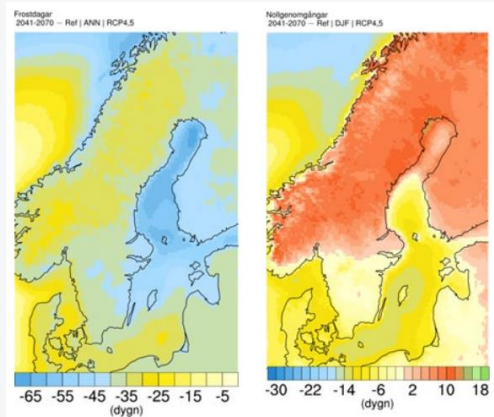 Frostdagar
2041-2070 — Ref | ANN | RCP4,5
-65 -55 -45 -35 -25 -15 -5
(dygn)
Nollgenomgångar
2041-2070 — Ref | DJF | RCP4,5
-30 -22 -14 -6 2 10 18
(dygn)